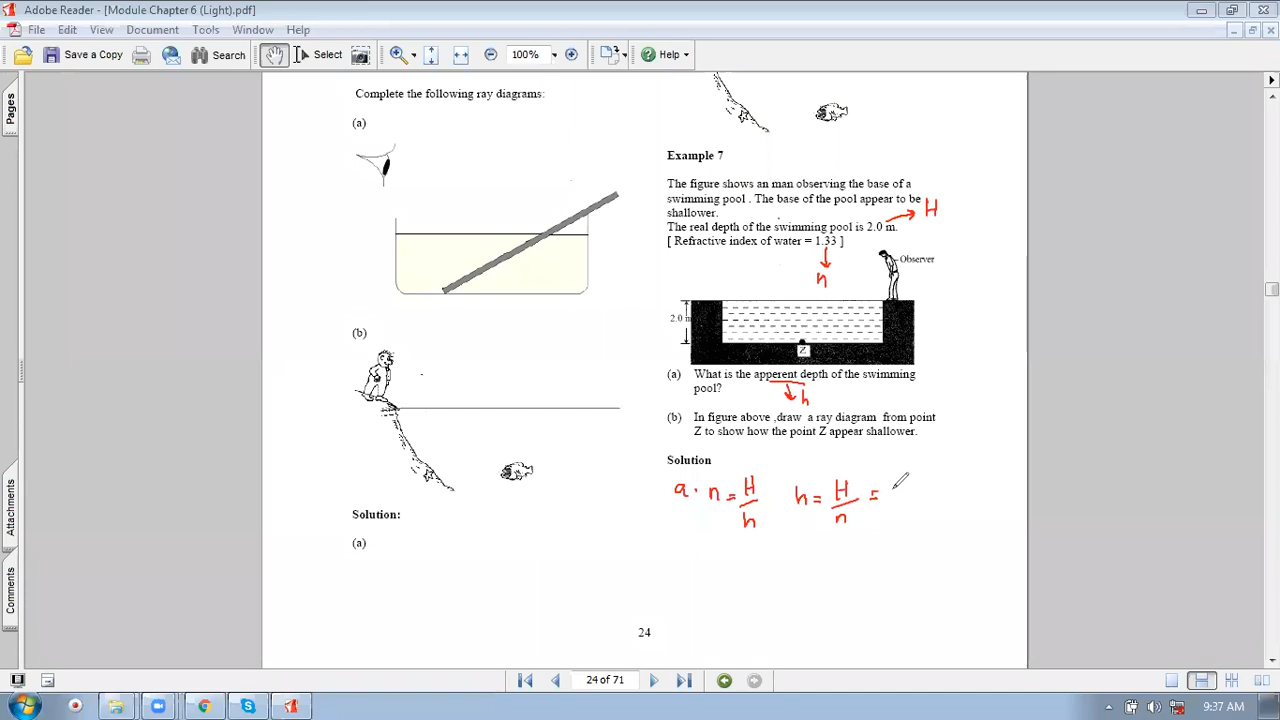 Adobe Reader - [Module Chapter 6 (Light).pdf]
File Edit View Document Tools Window Help
Save a Copy Search Select 100% Help
Pages
Attachments
Comments
Complete the following ray diagrams:
(a)
(b)
Solution:
(a)
Example 7
The figure shows an man observing the base of a
swimming pool . The base of the pool appear to be
shallower.
The real depth of the swimming pool is 2.0 m.
H
[ Refractive index of water = 1.33 ]
n
Observer
2.0 m
Z
(a) What is the apperent depth of the swimming
pool?
h
(b) In figure above ,draw a ray diagram from point
Z to show how the point Z appear shallower.
Solution
a. n = H/h h = H/n =
24
24 of 71
9:37 AM